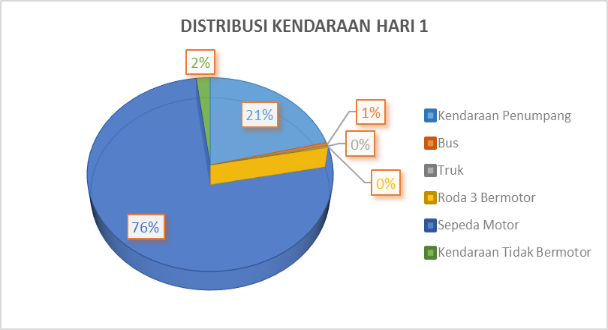 DISTRIBUSI KENDARAAN HARI 1
2%
21%
1%
0%
0%
76%
Kendaraan Penumpang
Bus
Truk
Roda 3 Bermotor
Sepeda Motor
Kendaraan Tidak Bermotor